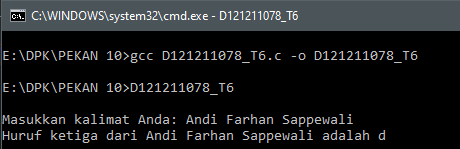 C:\WINDOWS\system32\cmd.exe - D121211078_T6
E:\DPK\PEKAN 10>gcc D121211078_T6.c -o D121211078_T6
E:\DPK\PEKAN 10>D121211078_T6
Masukkan kalimat Anda: Andi Farhan Sappewali
Huruf ketiga dari Andi Farhan Sappewali adalah d